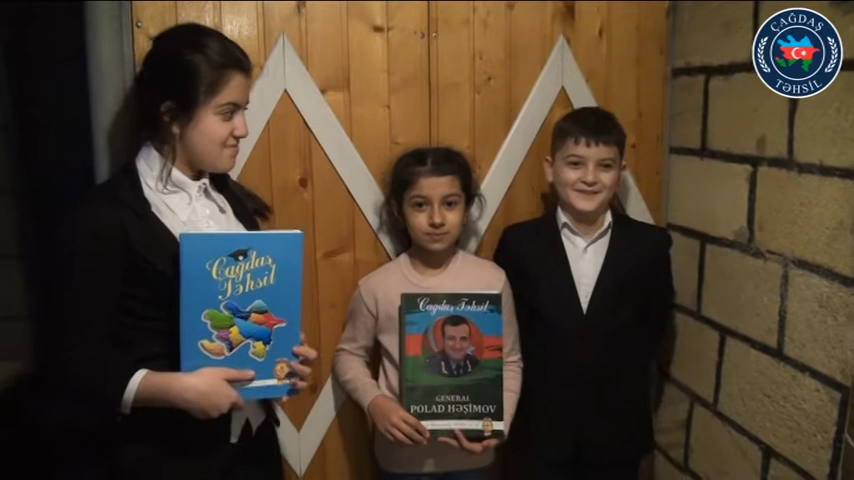 ÇAĞDAŞ
TƏHSİL
Çağdaş
Təhsil
Çağdaş Təhsil
GENERAL
POLAD HƏŞİMOV